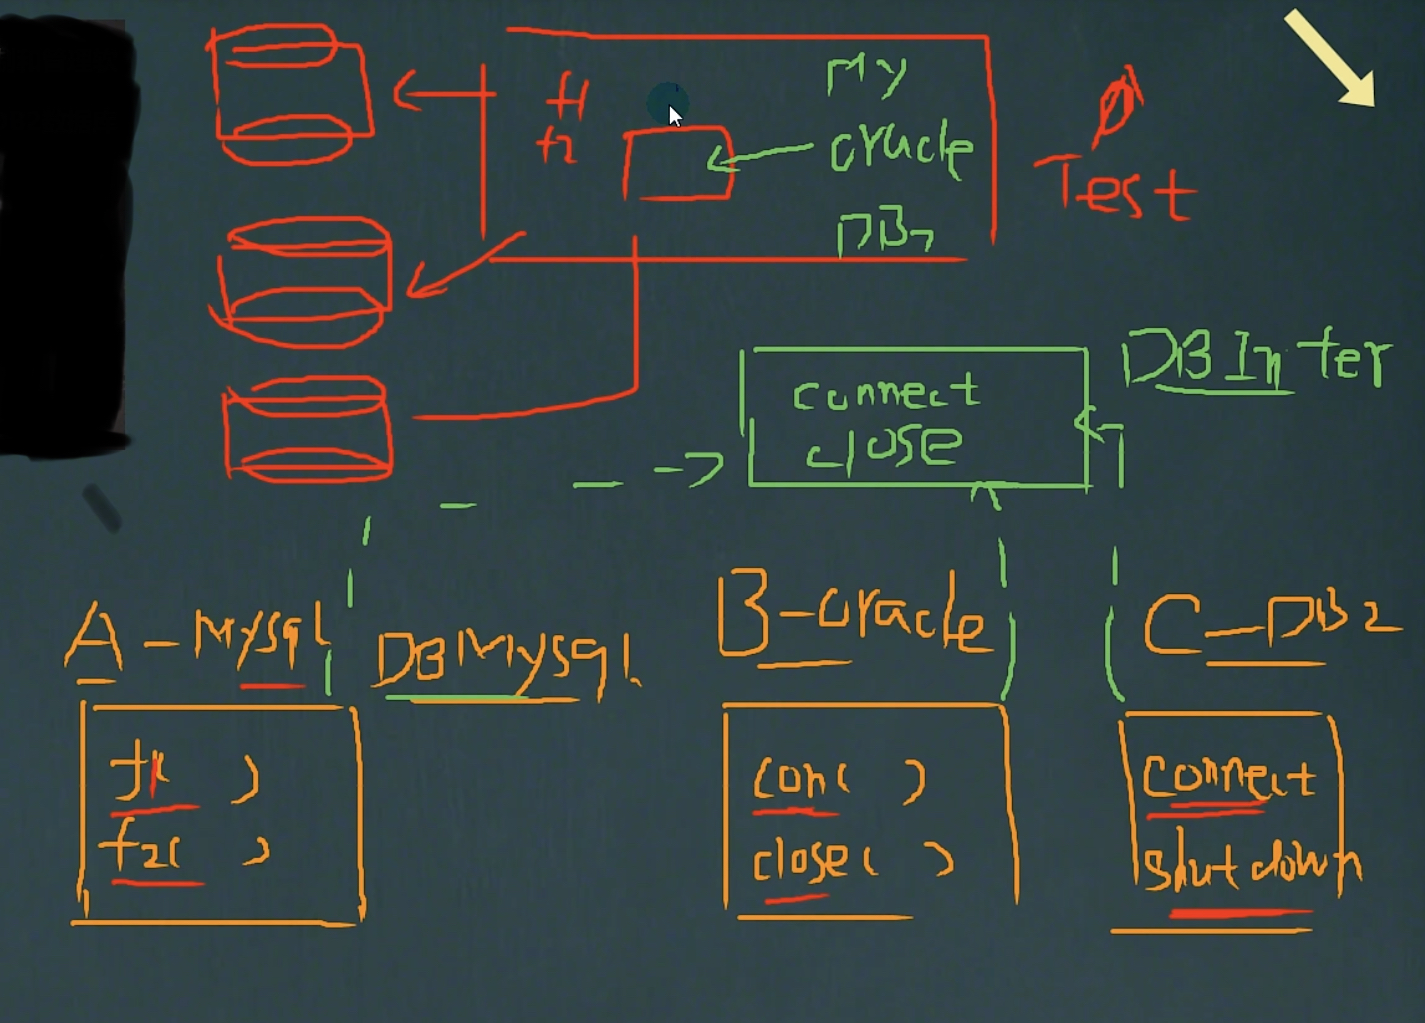 f1
f2
My
oracle
DB2
Test
DBInter
connect
close
A-Mysql
DBMysql
B-oracle
C-DB2
f1( )
f2( )
con( )
close( )
connect
shutdown